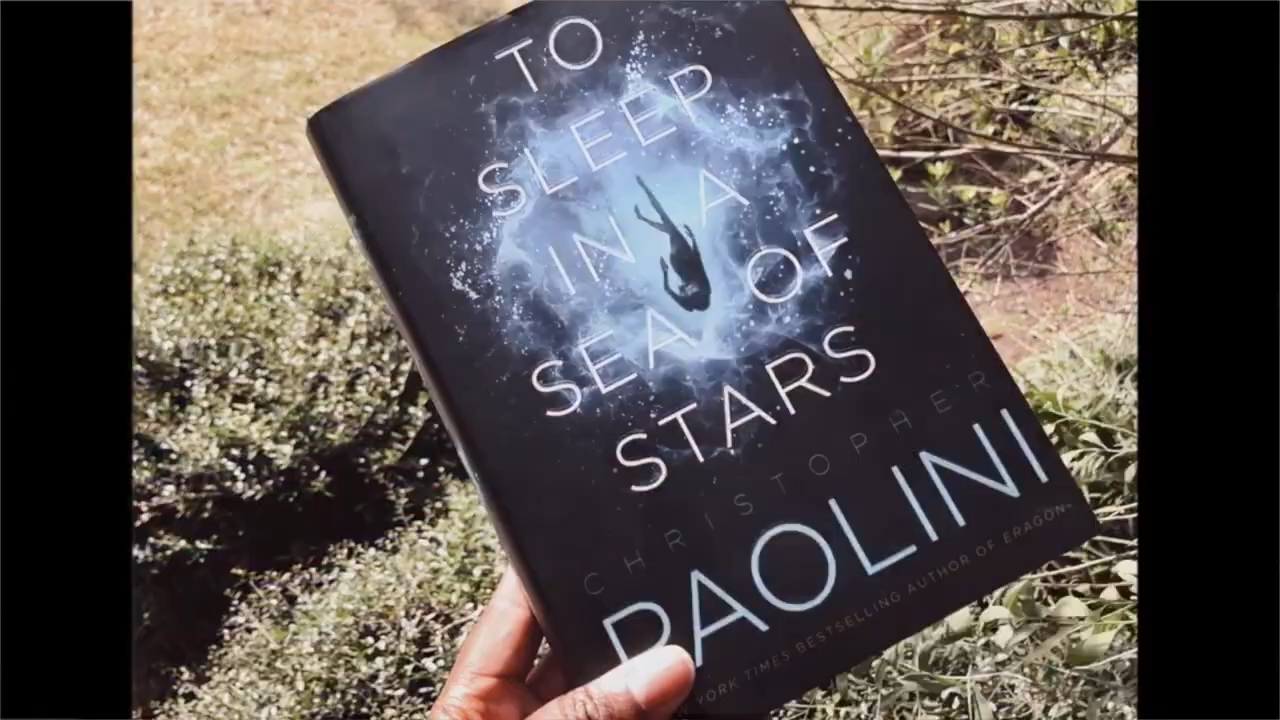 TO
SLEEP
IN A
SEA OF
STARS
CHRISTOPHER
PAOLINI
YORK TIMES BESTSELLING AUTHOR OF ERAGON